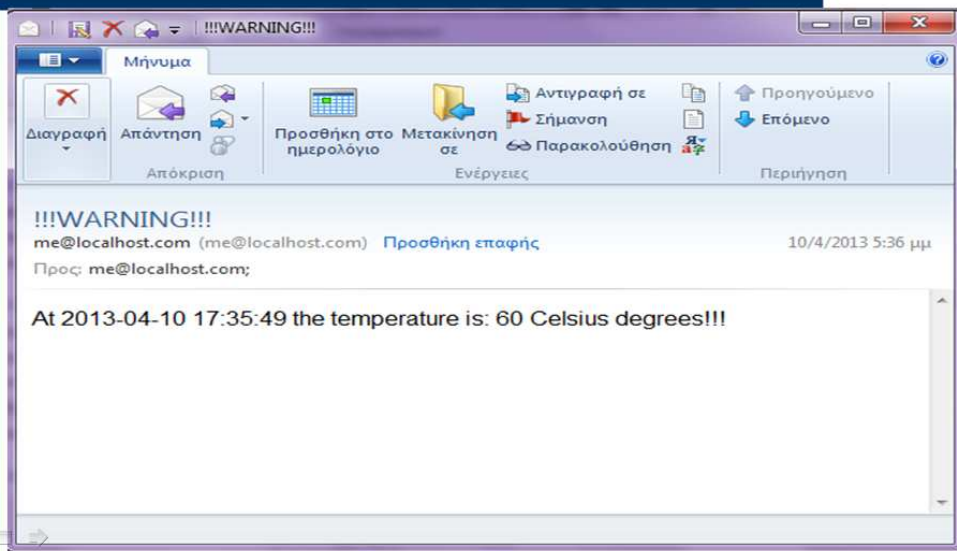 !!!WARNING!!!
Μήνυμα
Διαγραφή
Απάντηση
Απόκριση
Προσθήκη στο ημερολόγιο
Μετακίνηση σε
Αντιγραφή σε
Σήμανση
Παρακολούθηση
Ενέργειες
Προηγούμενο
Επόμενο
Περιήγηση
!!!WARNING!!!
me@localhost.com (me@localhost.com) Προσθήκη επαφής 10/4/2013 5:36 μμ
Προς: me@localhost.com;
At 2013-04-10 17:35:49 the temperature is: 60 Celsius degrees!!!